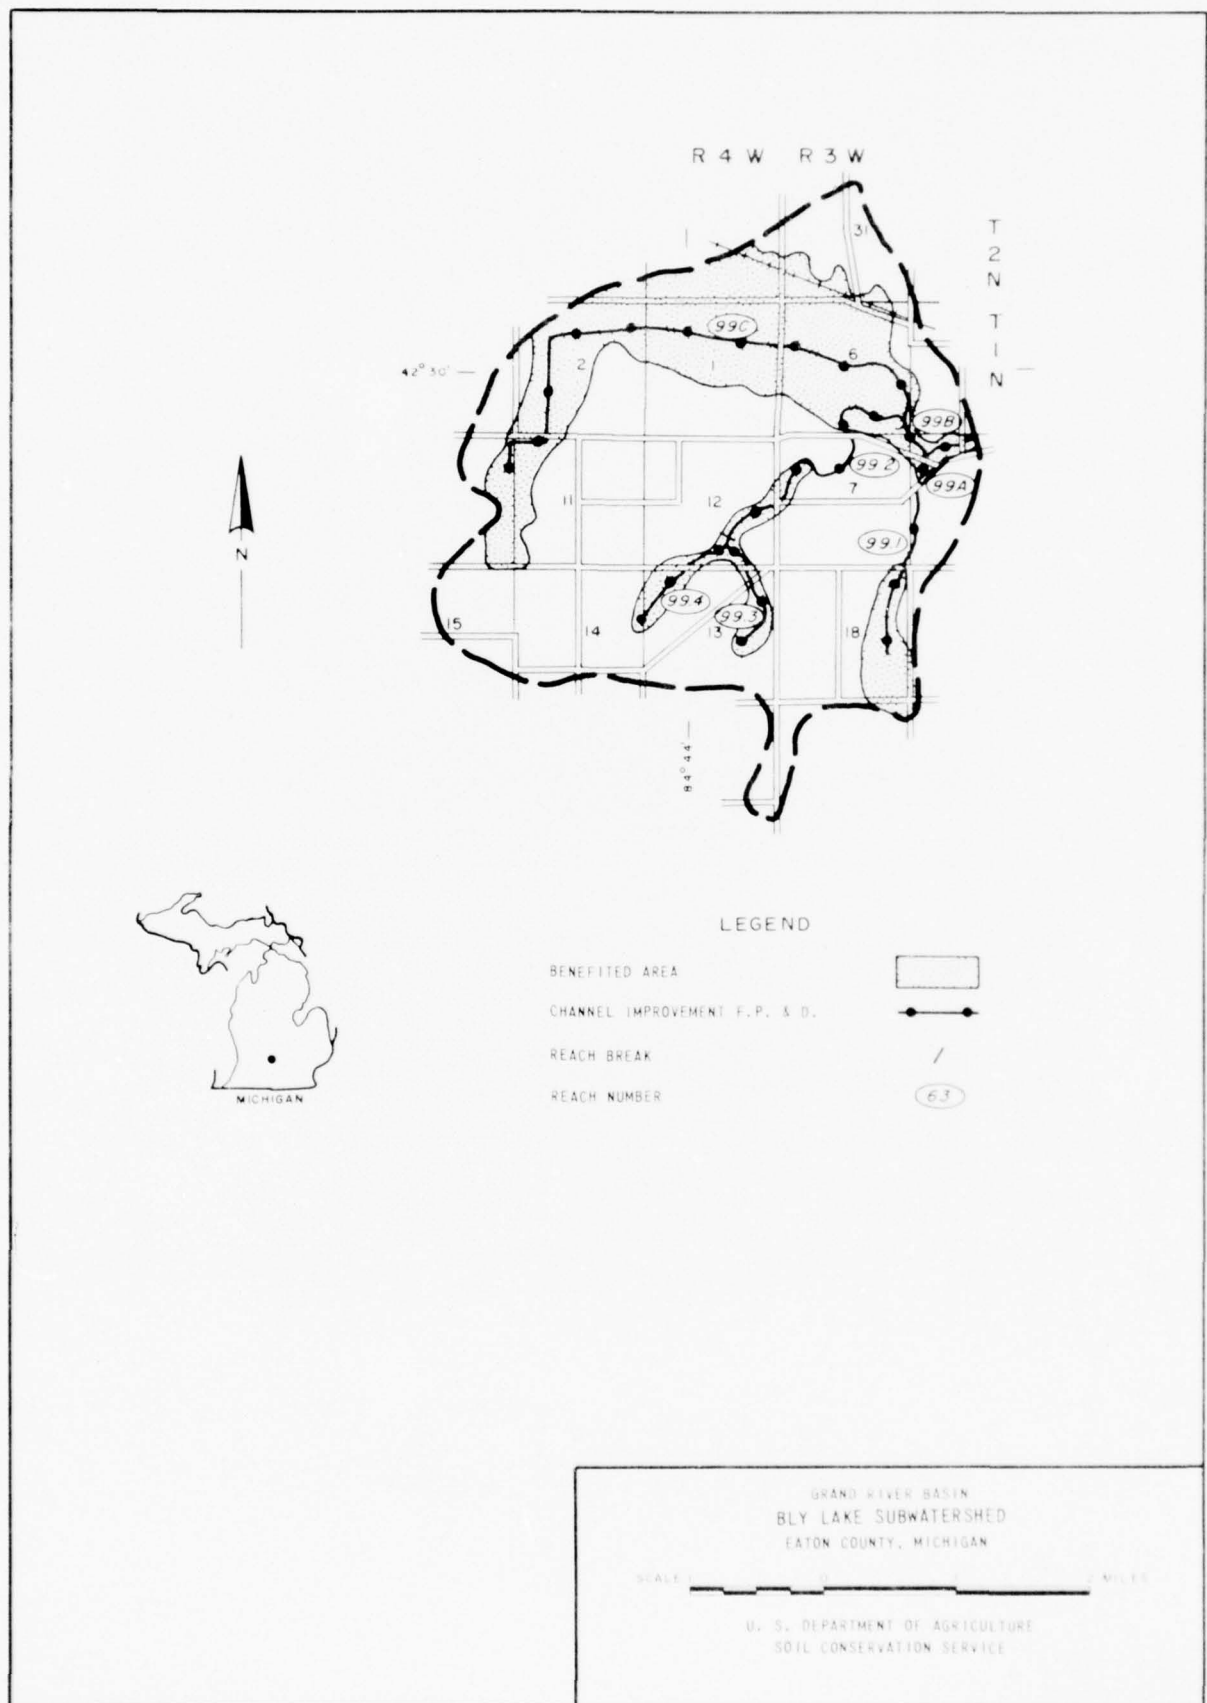 R 4 W R 3 W
T 2 N T 1 N
31
99C
2
1
6
42° 30'
99B
99.2
99A
11
12
7
99.1
99.4
99.3
15
14
13
18
N
84° 44'
LEGEND
BENEFITED AREA
CHANNEL IMPROVEMENT F.P. & D.
REACH BREAK
REACH NUMBER
63
MICHIGAN
GRAND RIVER BASIN
BLY LAKE SUBWATERSHED
EATON COUNTY, MICHIGAN
SCALE 1 0 2 MILES
U. S. DEPARTMENT OF AGRICULTURE
SOIL CONSERVATION SERVICE